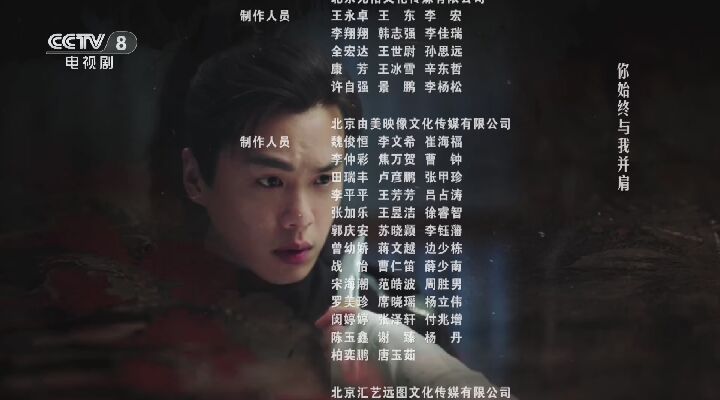 CCTV 8
电视剧
制作人员 王永卓 王东 李宏
李翔翔 韩志强 李佳瑞
全宏达 王世尉 孙思远
康芳 王冰雪 辛东哲
许自强 景鹏 李杨松
北京由美映像文化传媒有限公司
制作人员 魏俊恒 李文希 崔海福
李仲彩 焦万贺 曹钟
田瑞丰 卢彦鹏 张甲珍
李平平 王芳芳 吕占涛
张加乐 王昱洁 徐睿智
郭庆安 苏晓颖 李钰藩
曾幼娇 蒋文越 边少栋
战怡 曹仁笛 薛少南
宋海潮 范皓波 周胜男
罗美珍 席晓瑶 杨立伟
闵婷婷 张泽轩 付兆增
陈玉鑫 谢臻 杨丹
柏奕鹏 唐玉茹
北京汇艺远图文化传媒有限公司
你始终与我并肩